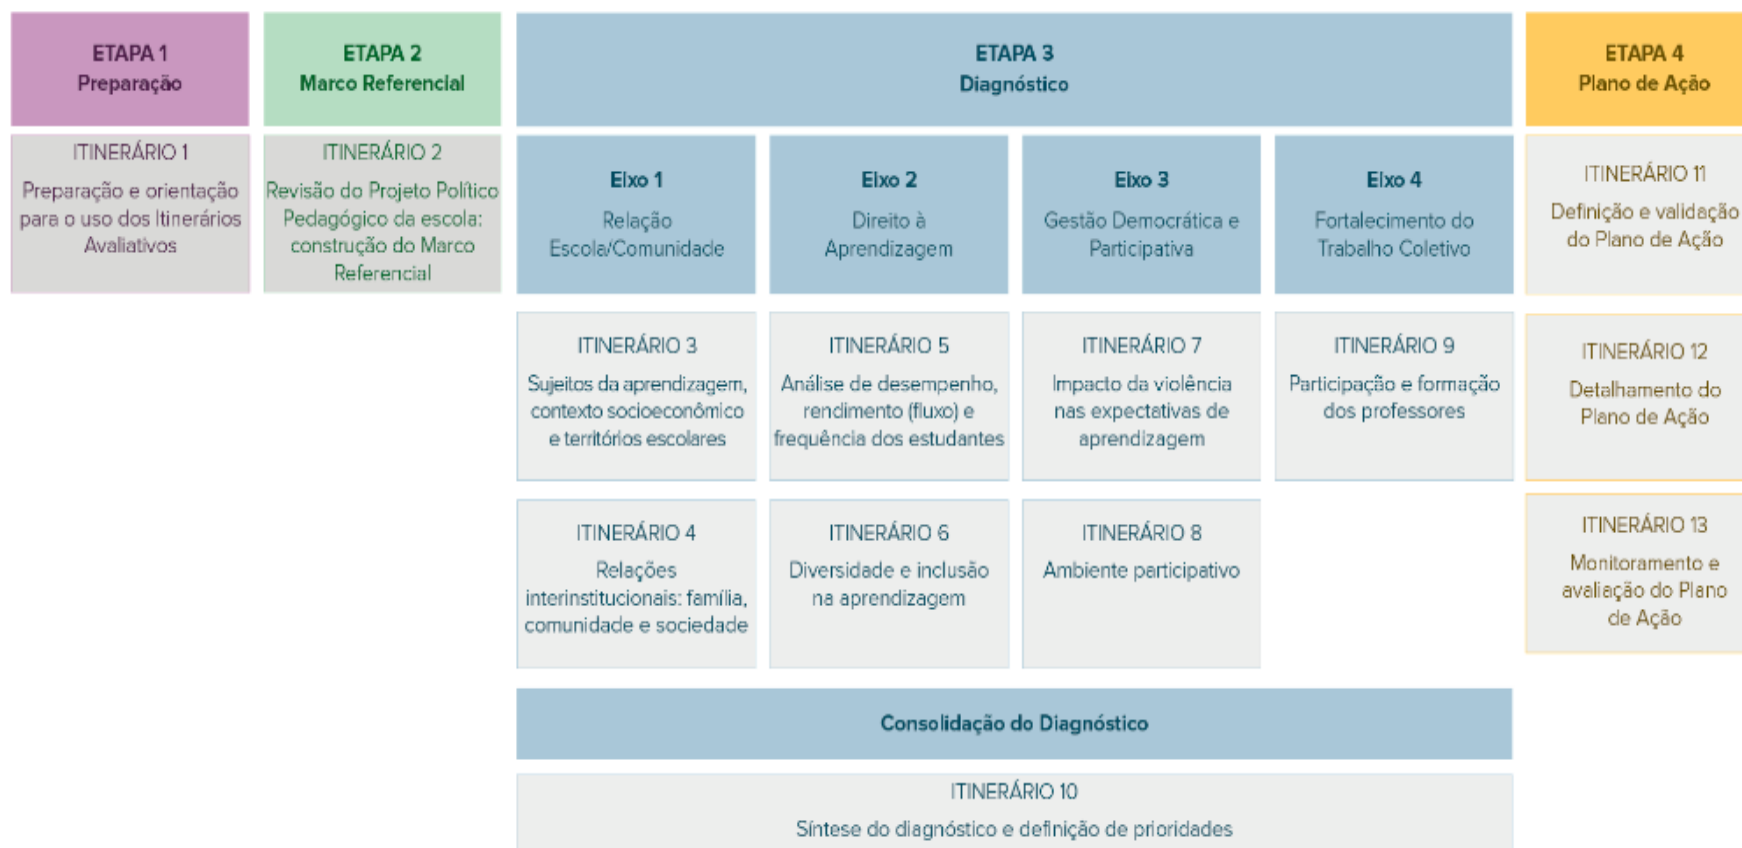 ETAPA 1
Preparação
ETAPA 2
Marco Referencial
ETAPA 3
Diagnóstico
ETAPA 4
Plano de Ação
ITINERÁRIO 1
Preparação e orientação
para o uso dos Itinerários
Avaliativos
ITINERÁRIO 2
Revisão do Projeto Político
Pedagógico da escola:
construção do Marco
Referencial
Eixo 1
Relação
Escola/Comunidade
Eixo 2
Direito à
Aprendizagem
Eixo 3
Gestão Democrática e
Participativa
Eixo 4
Fortalecimento do
Trabalho Coletivo
ITINERÁRIO 11
Definição e validação
do Plano de Ação
ITINERÁRIO 3
Sujeitos da aprendizagem,
contexto socioeconômico
e territórios escolares
ITINERÁRIO 5
Análise de desempenho,
rendimento (fluxo) e
frequência dos estudantes
ITINERÁRIO 7
Impacto da violência
nas expectativas de
aprendizagem
ITINERÁRIO 9
Participação e formação
dos professores
ITINERÁRIO 12
Detalhamento do
Plano de Ação
ITINERÁRIO 4
Relações
interinstitucionais: família,
comunidade e sociedade
ITINERÁRIO 6
Diversidade e inclusão
na aprendizagem
ITINERÁRIO 8
Ambiente participativo
ITINERÁRIO 13
Monitoramento e
avaliação do Plano
de Ação
Consolidação do Diagnóstico
ITINERÁRIO 10
Síntese do diagnóstico e definição de prioridades